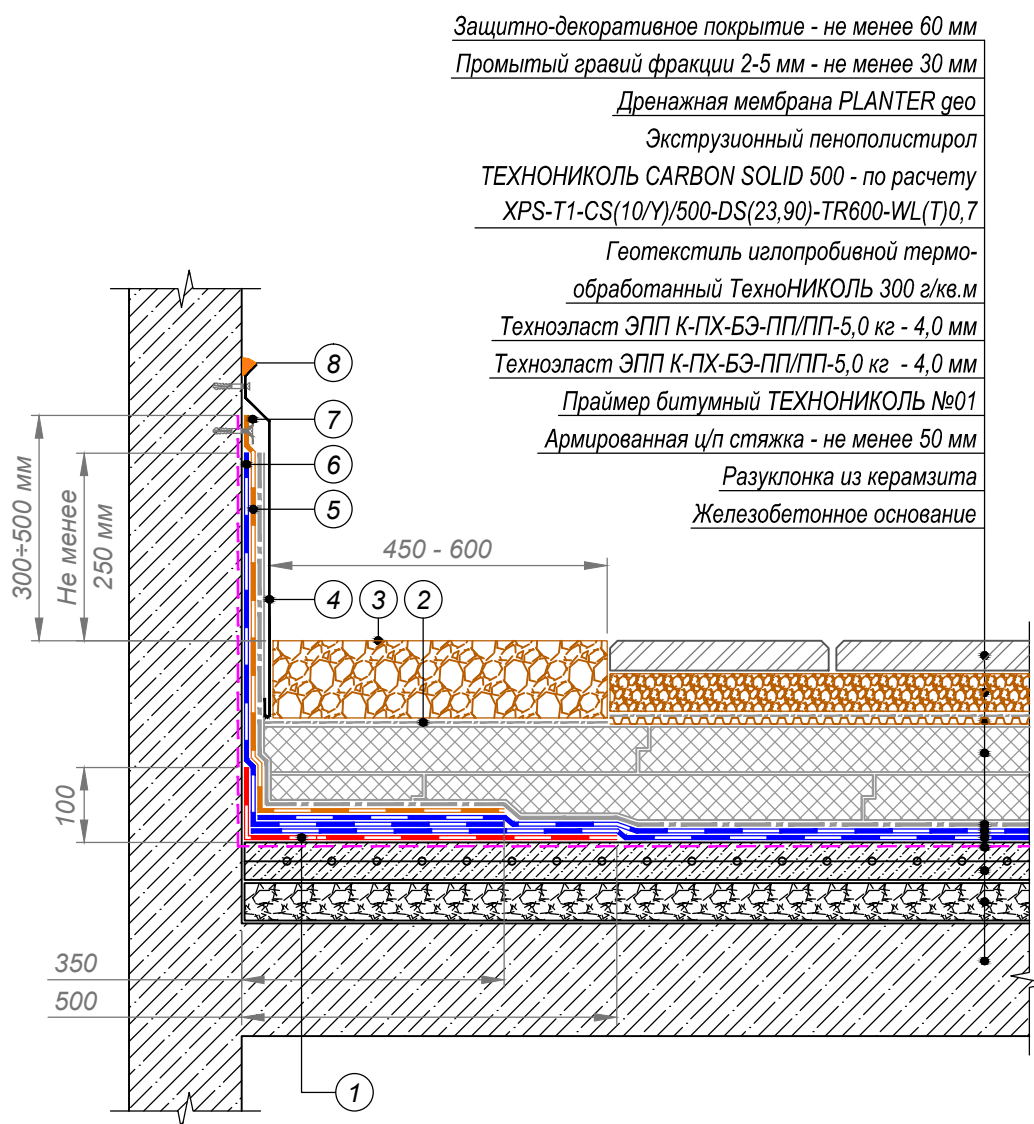 Защитно-декоративное покрытие - не менее 60 мм
Промытый гравий фракции 2-5 мм - не менее 30 мм
Дренажная мембрана PLANTER geo
Экструзионный пенополистирол
ТЕХНОНИКОЛЬ CARBON SOLID 500 - по расчету
XPS-T1-CS(10/Y)/500-DS(23,90)-TR600-WL(T)0,7
Геотекстиль иглопробивной термо-
обработанный ТехноНИКОЛЬ 300 г/кв.м
Техноэласт ЭПП К-ПХ-БЭ-ПП/ПП-5,0 кг - 4,0 мм
Техноэласт ЭПП К-ПХ-БЭ-ПП/ПП-5,0 кг - 4,0 мм
Праймер битумный ТЕХНОНИКОЛЬ №01
Армированная ц/п стяжка - не менее 50 мм
Разуклонка из керамзита
Железобетонное основание
8
7
6
5
4
3
2
300÷500 мм
Не менее
250 мм
450 - 600
100
350
500
1